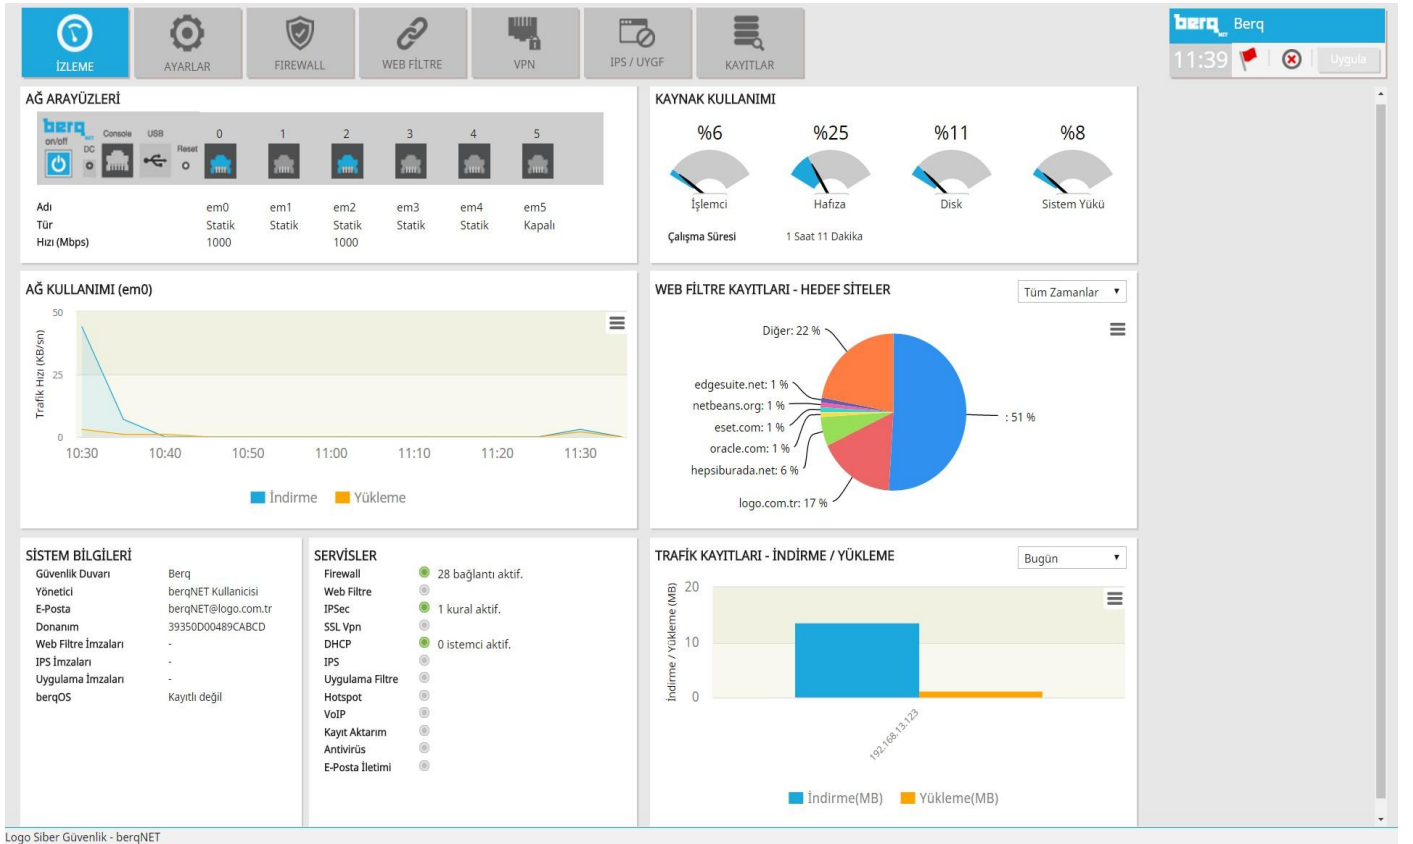 İZLEME
AYARLAR
FIREWALL
WEB FİLTRE
VPN
IPS / UYGF
KAYITLAR
berqNET Berq
11:39 Uygula
AĞ ARAYÜZLERİ
berqNET
on/off DC Console USB Reset 0 1 2 3 4 5
Adı em0 em1 em2 em3 em4 em5
Tür Statik Statik Statik Statik Statik Kapalı
Hızı (Mbps) 1000 1000
KAYNAK KULLANIMI
%6 %25 %11 %8
İşlemci Hafıza Disk Sistem Yükü
Çalışma Süresi 1 Saat 11 Dakika
AĞ KULLANIMI (em0)
Trafik Hızı (KB/sn)
50
25
0
10:30 10:40 10:50 11:00 11:10 11:20 11:30
İndirme Yükleme
WEB FİLTRE KAYITLARI - HEDEF SİTELER
Tüm Zamanlar
Diğer: 22 %
edgesuite.net: 1 %
netbeans.org: 1 %
eset.com: 1 %
oracle.com: 1 %
hepsiburada.net: 6 %
logo.com.tr: 17 %
: 51 %
SİSTEM BİLGİLERİ
Güvenlik Duvarı Berq
Yönetici berqNET Kullanicisi
E-Posta berqNET@logo.com.tr
Donanım 39350D00489CABCD
Web Filtre İmzaları -
IPS İmzaları -
Uygulama İmzaları -
berqOS Kayıtlı değil
SERVİSLER
Firewall 28 bağlantı aktif.
Web Filtre
IPSec 1 kural aktif.
SSL Vpn
DHCP 0 istemci aktif.
IPS
Uygulama Filtre
Hotspot
VoIP
Kayıt Aktarım
Antivirüs
E-Posta İletimi
TRAFİK KAYITLARI - İNDİRME / YÜKLEME
Bugün
İndirme / Yükleme (MB)
20
10
0
192.168.13.123
İndirme(MB) Yükleme(MB)
Logo Siber Güvenlik - berqNET